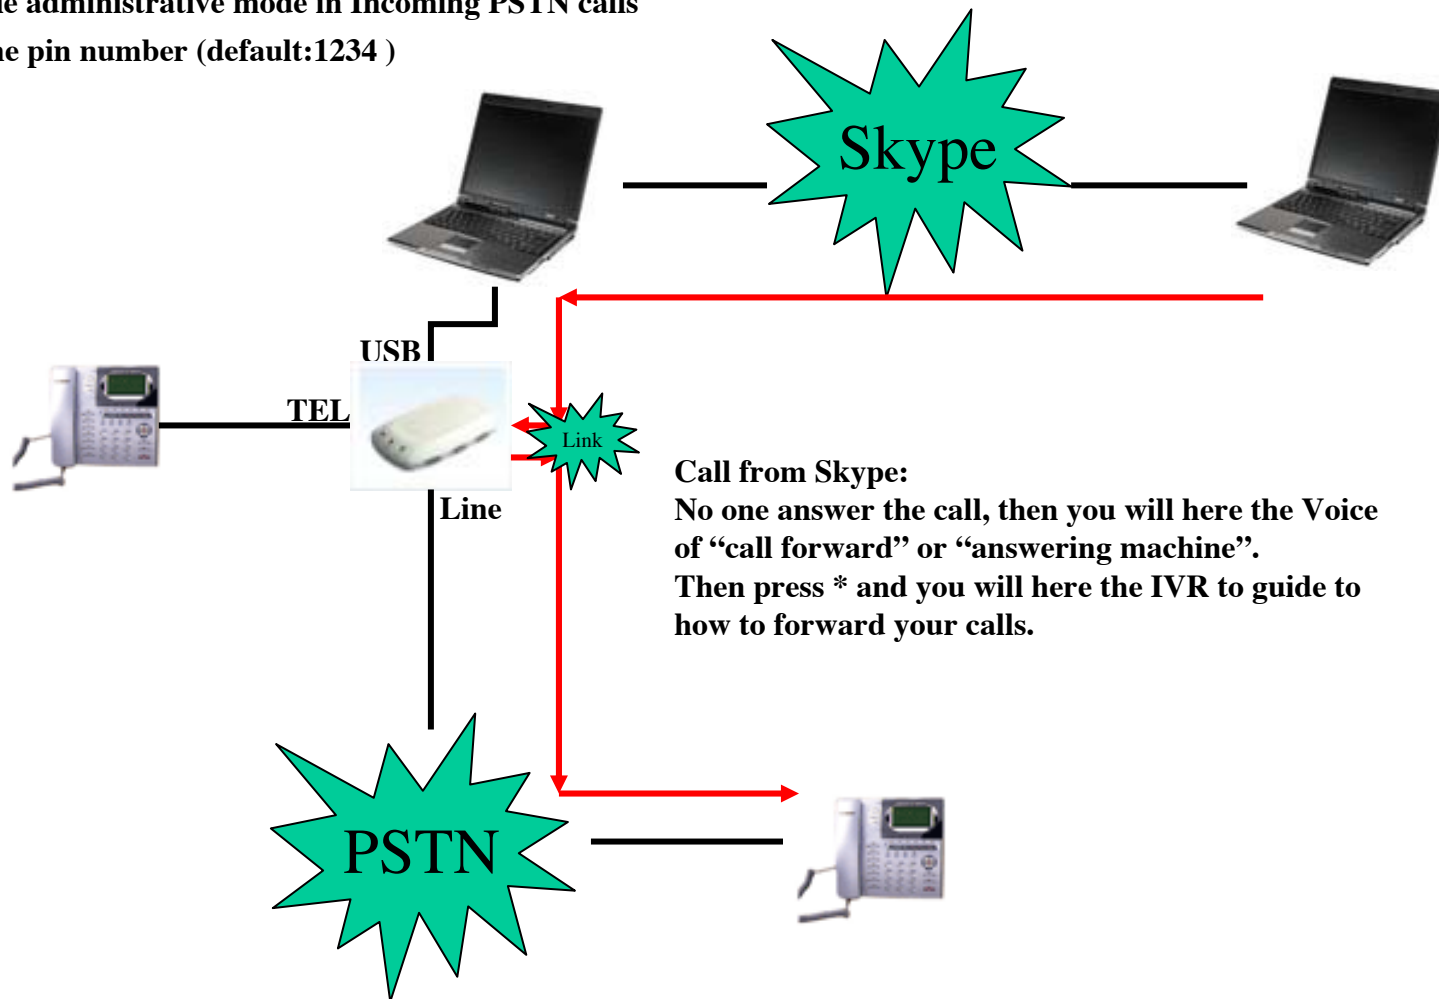 administrative mode in Incoming PSTN calls
pin number (default:1234 )
Skype
USB
TEL
Link
Line
Call from Skype:
No one answer the call, then you will here the Voice
of “call forward” or “answering machine”.
Then press * and you will here the IVR to guide to
how to forward your calls.
PSTN